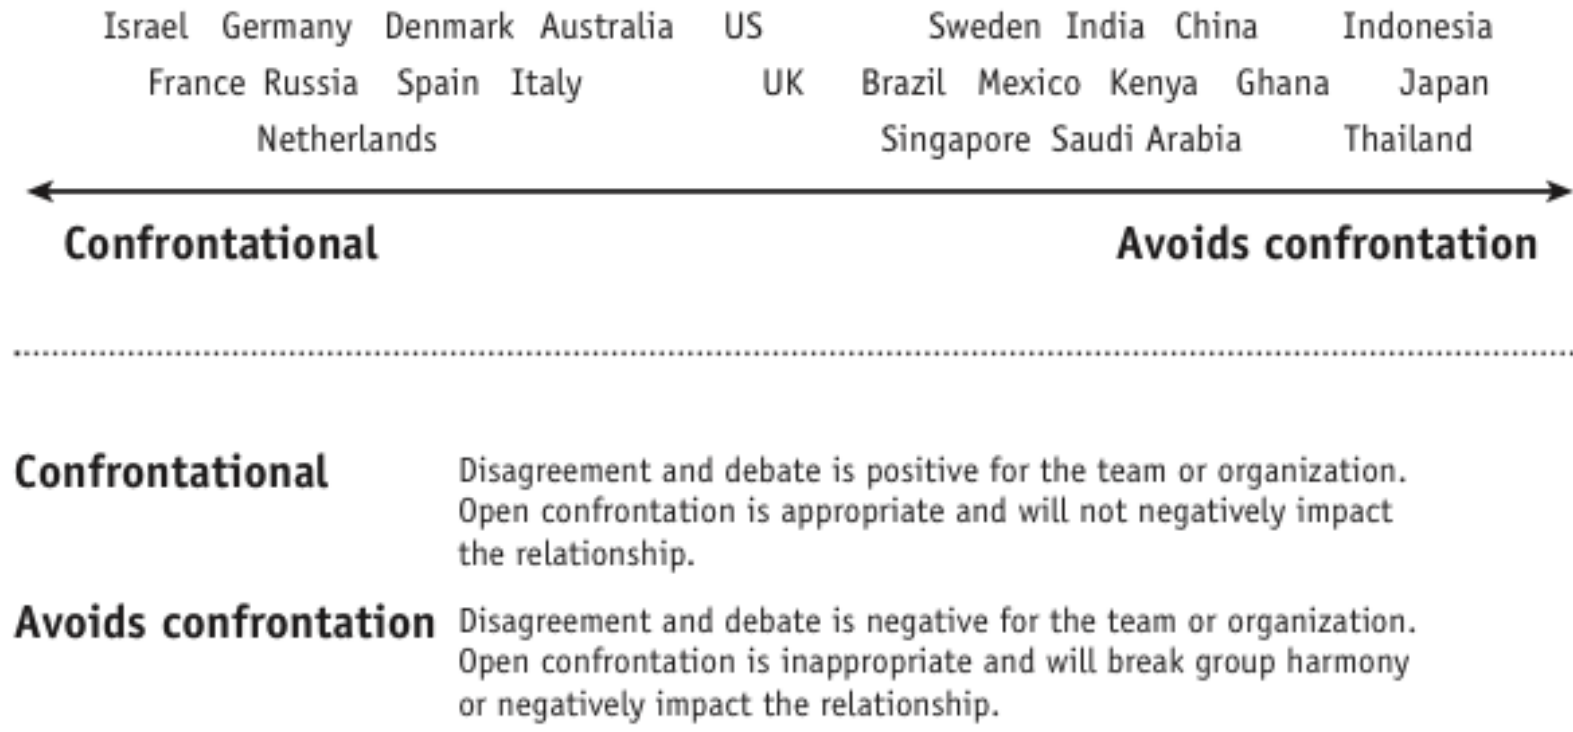 Israel Germany Denmark Australia US Sweden India China Indonesia
France Russia Spain Italy UK Brazil Mexico Kenya Ghana Japan
Netherlands Singapore Saudi Arabia Thailand
Confrontational Avoids confrontation
Confrontational Disagreement and debate is positive for the team or organization.
Open confrontation is appropriate and will not negatively impact
the relationship.
Avoids confrontation Disagreement and debate is negative for the team or organization.
Open confrontation is inappropriate and will break group harmony
or negatively impact the relationship.